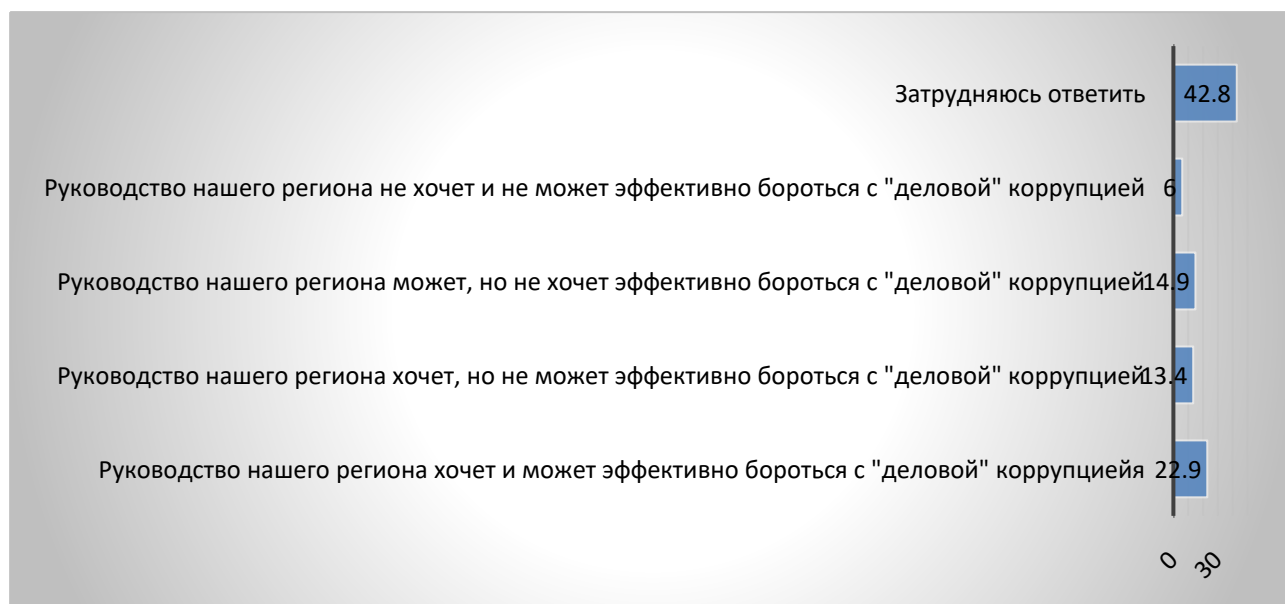 Затрудняюсь ответить 42.8
Руководство нашего региона не хочет и не может эффективно бороться с "деловой" коррупцией 6
Руководство нашего региона может, но не хочет эффективно бороться с "деловой" коррупцией 14.9
Руководство нашего региона хочет, но не может эффективно бороться с "деловой" коррупцией 13.4
Руководство нашего региона хочет и может эффективно бороться с "деловой" коррупциейя 22.9
0 30